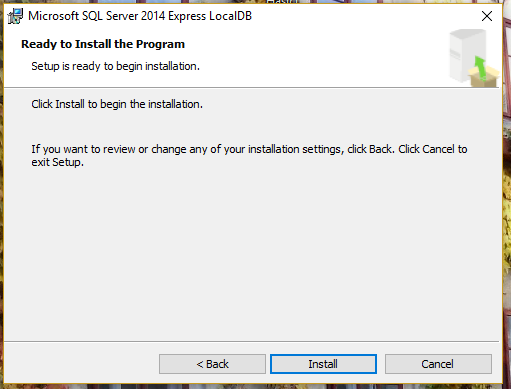 Microsoft SQL Server 2014 Express LocalDB
Ready to Install the Program
Setup is ready to begin installation.
Click Install to begin the installation.
If you want to review or change any of your installation settings, click Back. Click Cancel to
exit Setup.
< Back
Install
Cancel